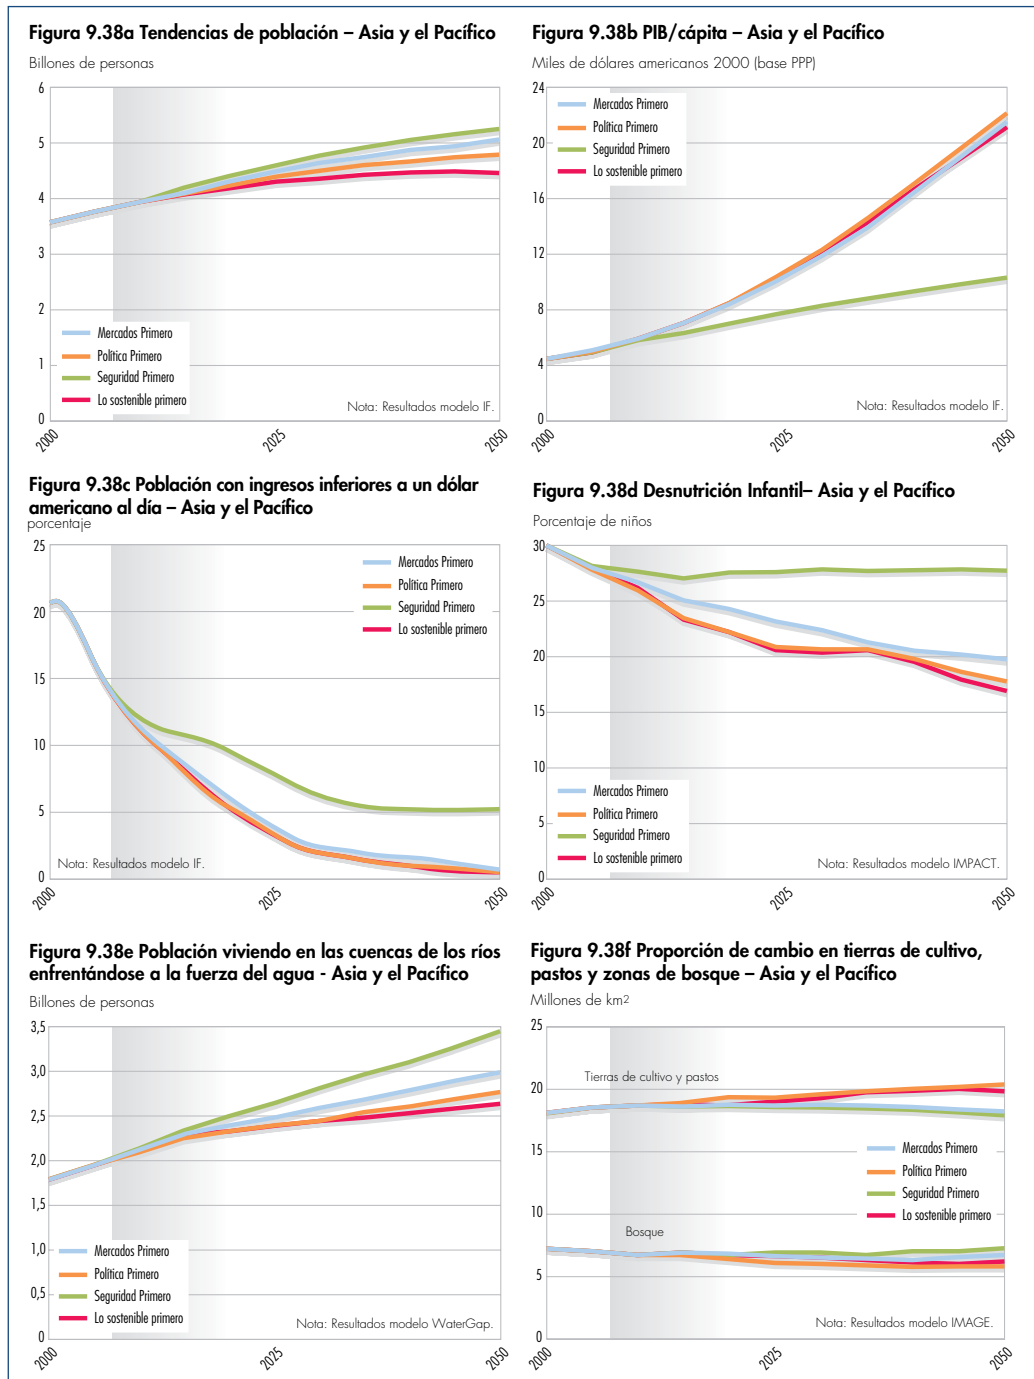 Figura 9.38a Tendencias de población – Asia y el Pacífico
Billones de personas
6
5
4
3
2
1
0
Mercados Primero
Política Primero
Seguridad Primero
Lo sostenible primero
Nota: Resultados modelo IF.
2000
2025
2050
Figura 9.38b PIB/cápita – Asia y el Pacífico
Miles de dólares americanos 2000 (base PPP)
24
20
16
12
8
4
0
Mercados Primero
Política Primero
Seguridad Primero
Lo sostenible primero
Nota: Resultados modelo IF.
2000
2025
2050
Figura 9.38c Población con ingresos inferiores a un dólar
americano al día – Asia y el Pacífico
porcentaje
25
20
15
10
5
0
Mercados Primero
Política Primero
Seguridad Primero
Lo sostenible primero
Nota: Resultados modelo IF.
2000
2025
2050
Figura 9.38d Desnutrición Infantil– Asia y el Pacífico
Porcentaje de niños
30
25
20
15
10
5
0
Mercados Primero
Política Primero
Seguridad Primero
Lo sostenible primero
Nota: Resultados modelo IMPACT.
2000
2025
2050
Figura 9.38e Población viviendo en las cuencas de los ríos
enfrentándose a la fuerza del agua - Asia y el Pacífico
Billones de personas
3,5
3,0
2,5
2,0
1,5
1,0
0,5
0
Mercados Primero
Política Primero
Seguridad Primero
Lo sostenible primero
Nota: Resultados modelo WaterGap.
2000
2025
2050
Figura 9.38f Proporción de cambio en tierras de cultivo,
pastos y zonas de bosque – Asia y el Pacífico
Millones de km2
25
20
15
10
5
0
Tierras de cultivo y pastos
Bosque
Mercados Primero
Política Primero
Seguridad Primero
Lo sostenible primero
Nota: Resultados modelo IMAGE.
2000
2025
2050